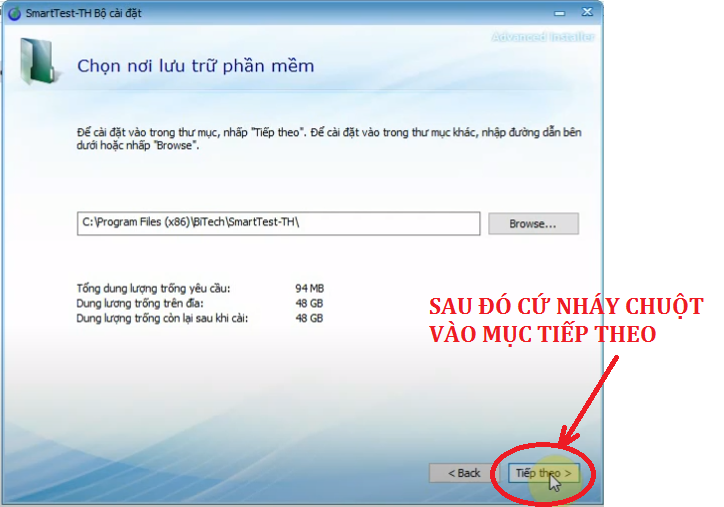 SmartTest-TH Bộ cài đặt
Advanced Installer
Chọn nơi lưu trữ phần mềm
Để cài đặt vào trong thư mục, nhấp "Tiếp theo". Để cài đặt vào trong thư mục khác, nhập đường dẫn bên
dưới hoặc nhấp "Browse".
C:\Program Files (x86)\BiTech\SmartTest-TH\
Browse...
Tổng dung lượng trống yêu cầu: 94 MB
Dung lương trống trên đĩa: 48 GB
Dung lượng trống còn lại sau khi cài: 48 GB
SAU ĐÓ CỨ NHÁY CHUỘT
VÀO MỤC TIẾP THEO
< Back
Tiếp theo >